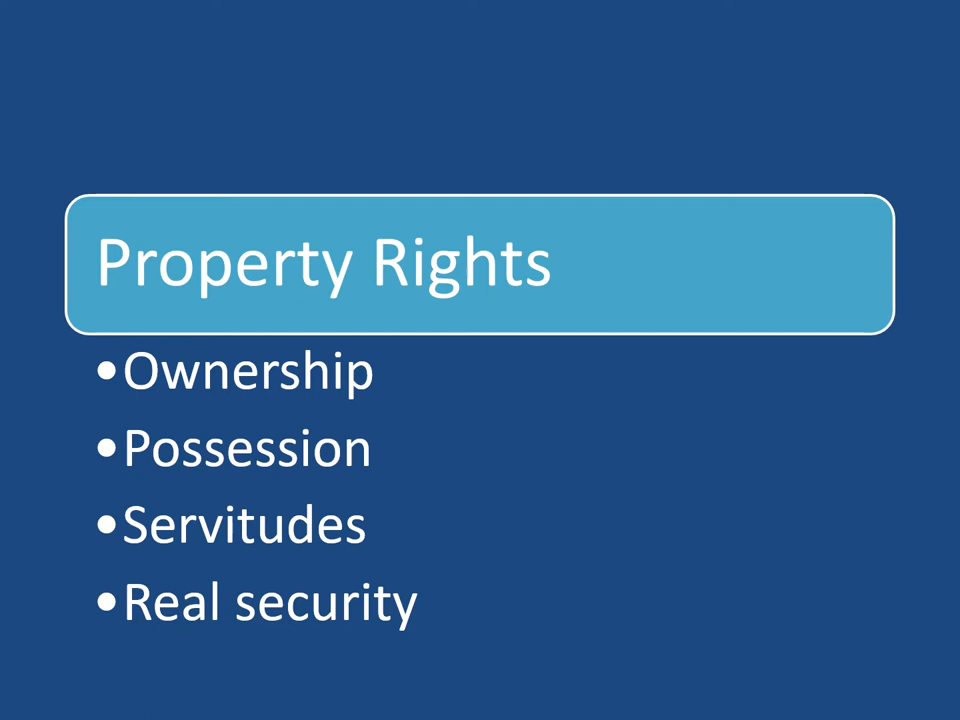 Property Rights
•Ownership
•Possession
•Servitudes
•Real security